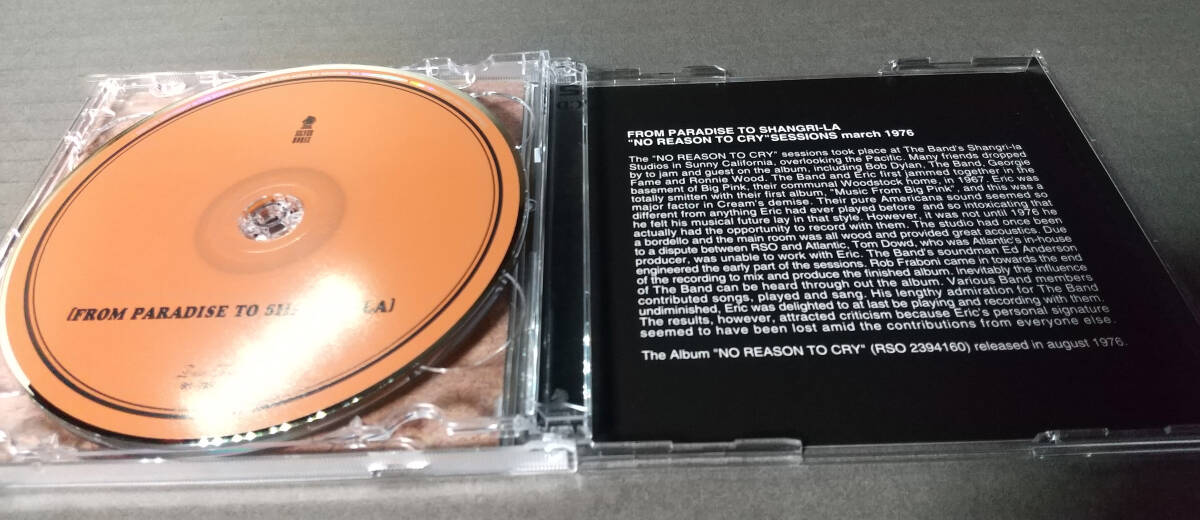 SILVER
HORSE
[FROM PARADISE TO
FROM PARADISE TO SHANGRI-LA
"NO REASON TO CRY"SESSIONS march 1976
The "NO REASON TO CRY" sessions took place at The Band's Shangri-la
Studios in Sunny California, overlooking the Pacific. Many friends dropped
by to jam and guest on the album, including Bob Dylan. The Band, Georgie
Fame and Ronnie Wood. The Band and Eric first jammed together in the
basement of Big Pink, their communal Woodstock home, in 1967. Eric was
totally smitten with their first album, "Music From Big Pink", and this was a
major factor in Cream's demise. Their pure Americana sound seemed so
different from anything Eric had ever played before and so intoxicating that
he felt his musical future lay in that style. However, it was not until 1976 he
actually had the opportunity to record with them. The studio had once been
a bordello and the main room was all wood and provided great acoustics. Due
to a dispute between RSO and Atlantic, Tom Dowd, who was Atlantic's in-house
producer, was unable to work with Eric. The Band's soundman Ed Anderson
engineered the early part of the sessions. Rob Fraboni came in towards the end
of the recording to mix and produce the finished album. Inevitably the influence
of The Band can be heard through out the album. Various Band members
contributed songs, played and sang. His lengthy admiration for The Band
undiminished, Eric was delighted to at last be playing and recording with them.
The results, however, attracted criticism because Eric's personal signature
seemed to have been lost amid the contributions from everyone else.
The Album "NO REASON TO CRY" (RSO 2394160) released in august 1976.